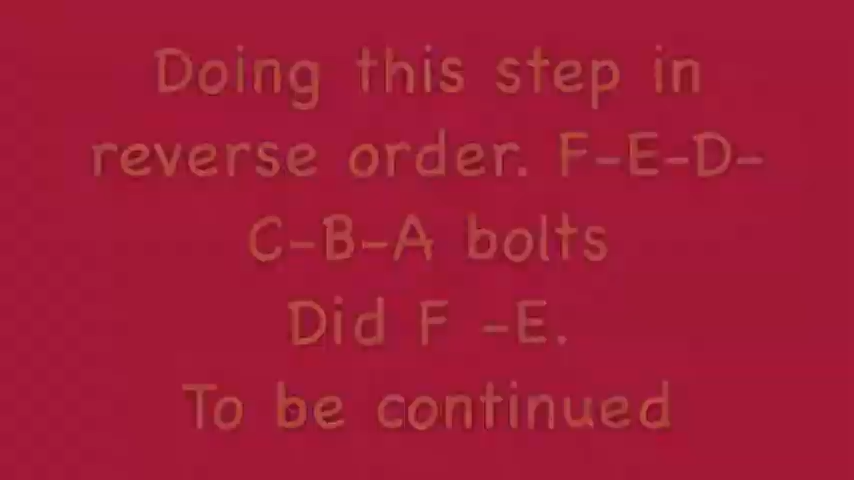 Doing this step in
reverse order. F-E-D-
C-B-A bolts
Did F -E.
To be continued